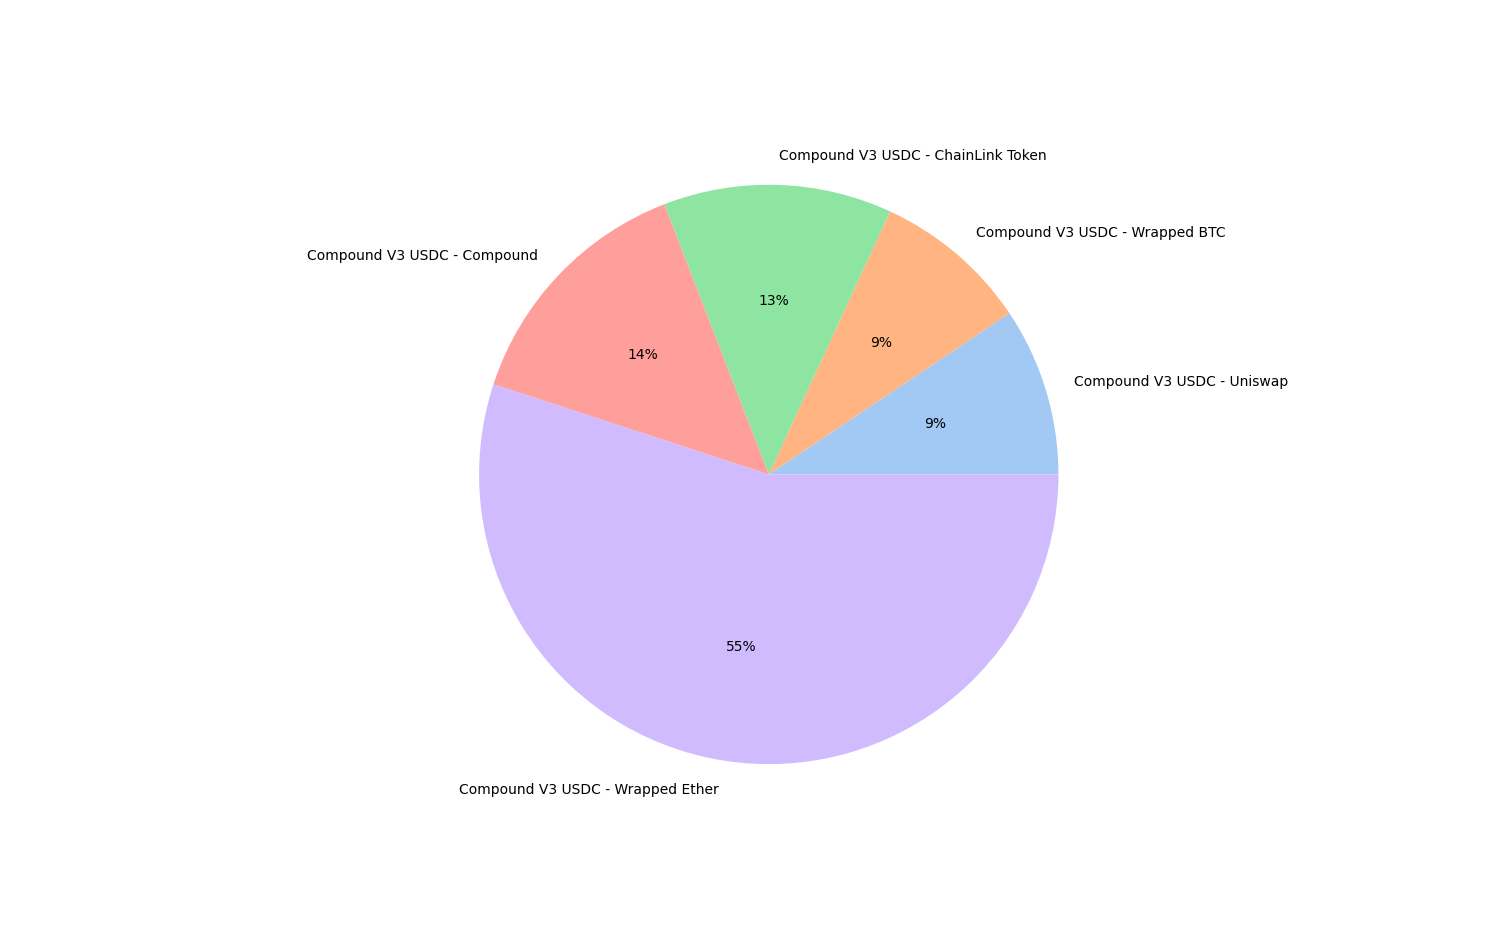 Compound V3 USDC - ChainLink Token
Compound V3 USDC - Wrapped BTC
Compound V3 USDC - Compound
13%
9%
14%
Compound V3 USDC - Uniswap
9%
55%
Compound V3 USDC - Wrapped Ether